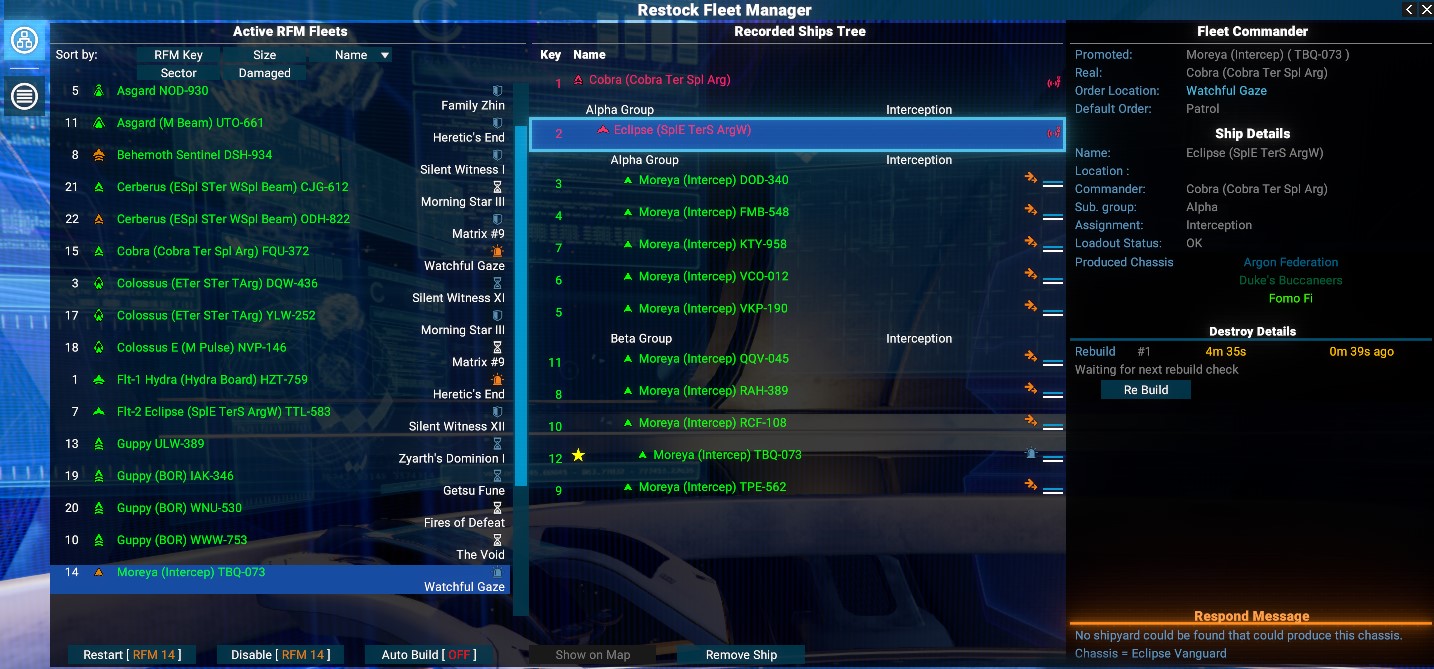 Restock Fleet Manager
Active RFM Fleets
Sort by: RFM Key Size Name
Sector Damaged
5 Asgard NOD-930
Family Zhin
11 Asgard (M Beam) UTO-661
Heretic's End
8 Behemoth Sentinel DSH-934
Silent Witness I
21 Cerberus (ESpl STer WSpl Beam) CJG-612
Morning Star III
22 Cerberus (ESpl STer WSpl Beam) ODH-822
Matrix #9
15 Cobra (Cobra Ter Spl Arg) FQU-372
Watchful Gaze
3 Colossus (ETer STer TArg) DQW-436
Silent Witness XI
17 Colossus (ETer STer TArg) YLW-252
Morning Star III
18 Colossus E (M Pulse) NVP-146
Matrix #9
1 Flt-1 Hydra (Hydra Board) HZT-759
Heretic's End
7 Flt-2 Eclipse (SplE TerS ArgW) TTL-583
Silent Witness XII
13 Guppy ULW-389
Zyarth's Dominion I
19 Guppy (BOR) IAK-346
Getsu Fune
20 Guppy (BOR) WNU-530
Fires of Defeat
10 Guppy (BOR) WWW-753
The Void
14 Moreya (Intercep) TBQ-073
Watchful Gaze
Restart [ RFM 14 ] Disable [ RFM 14 ] Auto Build [ OFF ]
Recorded Ships Tree
Key Name
1 Cobra (Cobra Ter Spl Arg)
Alpha Group Interception
2 Eclipse (SplE TerS ArgW)
Alpha Group Interception
3 Moreya (Intercep) DOD-340
4 Moreya (Intercep) FMB-548
7 Moreya (Intercep) KTY-958
6 Moreya (Intercep) VCO-012
5 Moreya (Intercep) VKP-190
Beta Group Interception
11 Moreya (Intercep) QQV-045
8 Moreya (Intercep) RAH-389
10 Moreya (Intercep) RCF-108
12 Moreya (Intercep) TBQ-073
9 Moreya (Intercep) TPE-562
Show on Map Remove Ship
Fleet Commander
Promoted: Moreya (Intercep) ( TBQ-073 )
Real: Cobra (Cobra Ter Spl Arg)
Order Location: Watchful Gaze
Default Order: Patrol
Ship Details
Name: Eclipse (SplE TerS ArgW)
Location :
Commander: Cobra (Cobra Ter Spl Arg)
Sub. group: Alpha
Assignment: Interception
Loadout Status: OK
Produced Chassis Argon Federation
Duke's Buccaneers
Fomo Fi
Destroy Details
Rebuild #1 4m 35s 0m 39s ago
Waiting for next rebuild check
Re Build
Respond Message
No shipyard could be found that could produce this chassis.
Chassis = Eclipse Vanguard